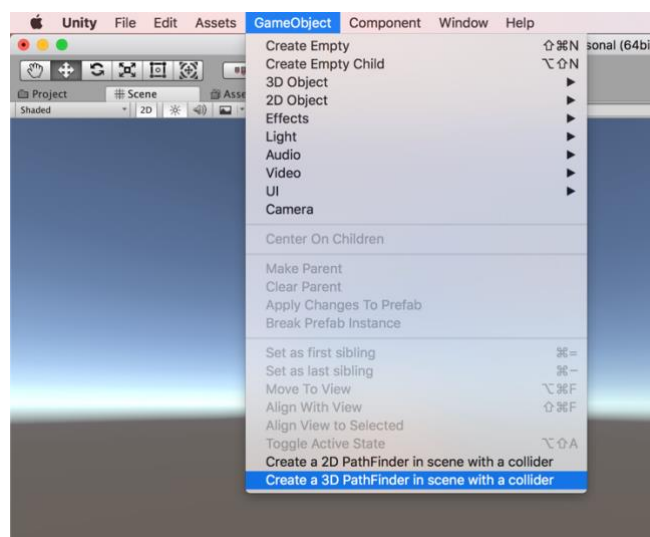 Unity File Edit Assets GameObject Component Window Help
sonal (64bi
Project Scene Asse
Shaded 2D
Create Empty ⇧⌘N
Create Empty Child ⌥⇧N
3D Object
2D Object
Effects
Light
Audio
Video
UI
Camera
Center On Children
Make Parent
Clear Parent
Apply Changes To Prefab
Break Prefab Instance
Set as first sibling ⌘=
Set as last sibling ⌘-
Move To View ⌥⌘F
Align With View ⇧⌘F
Align View to Selected
Toggle Active State ⌥⇧A
Create a 2D PathFinder in scene with a collider
Create a 3D PathFinder in scene with a collider